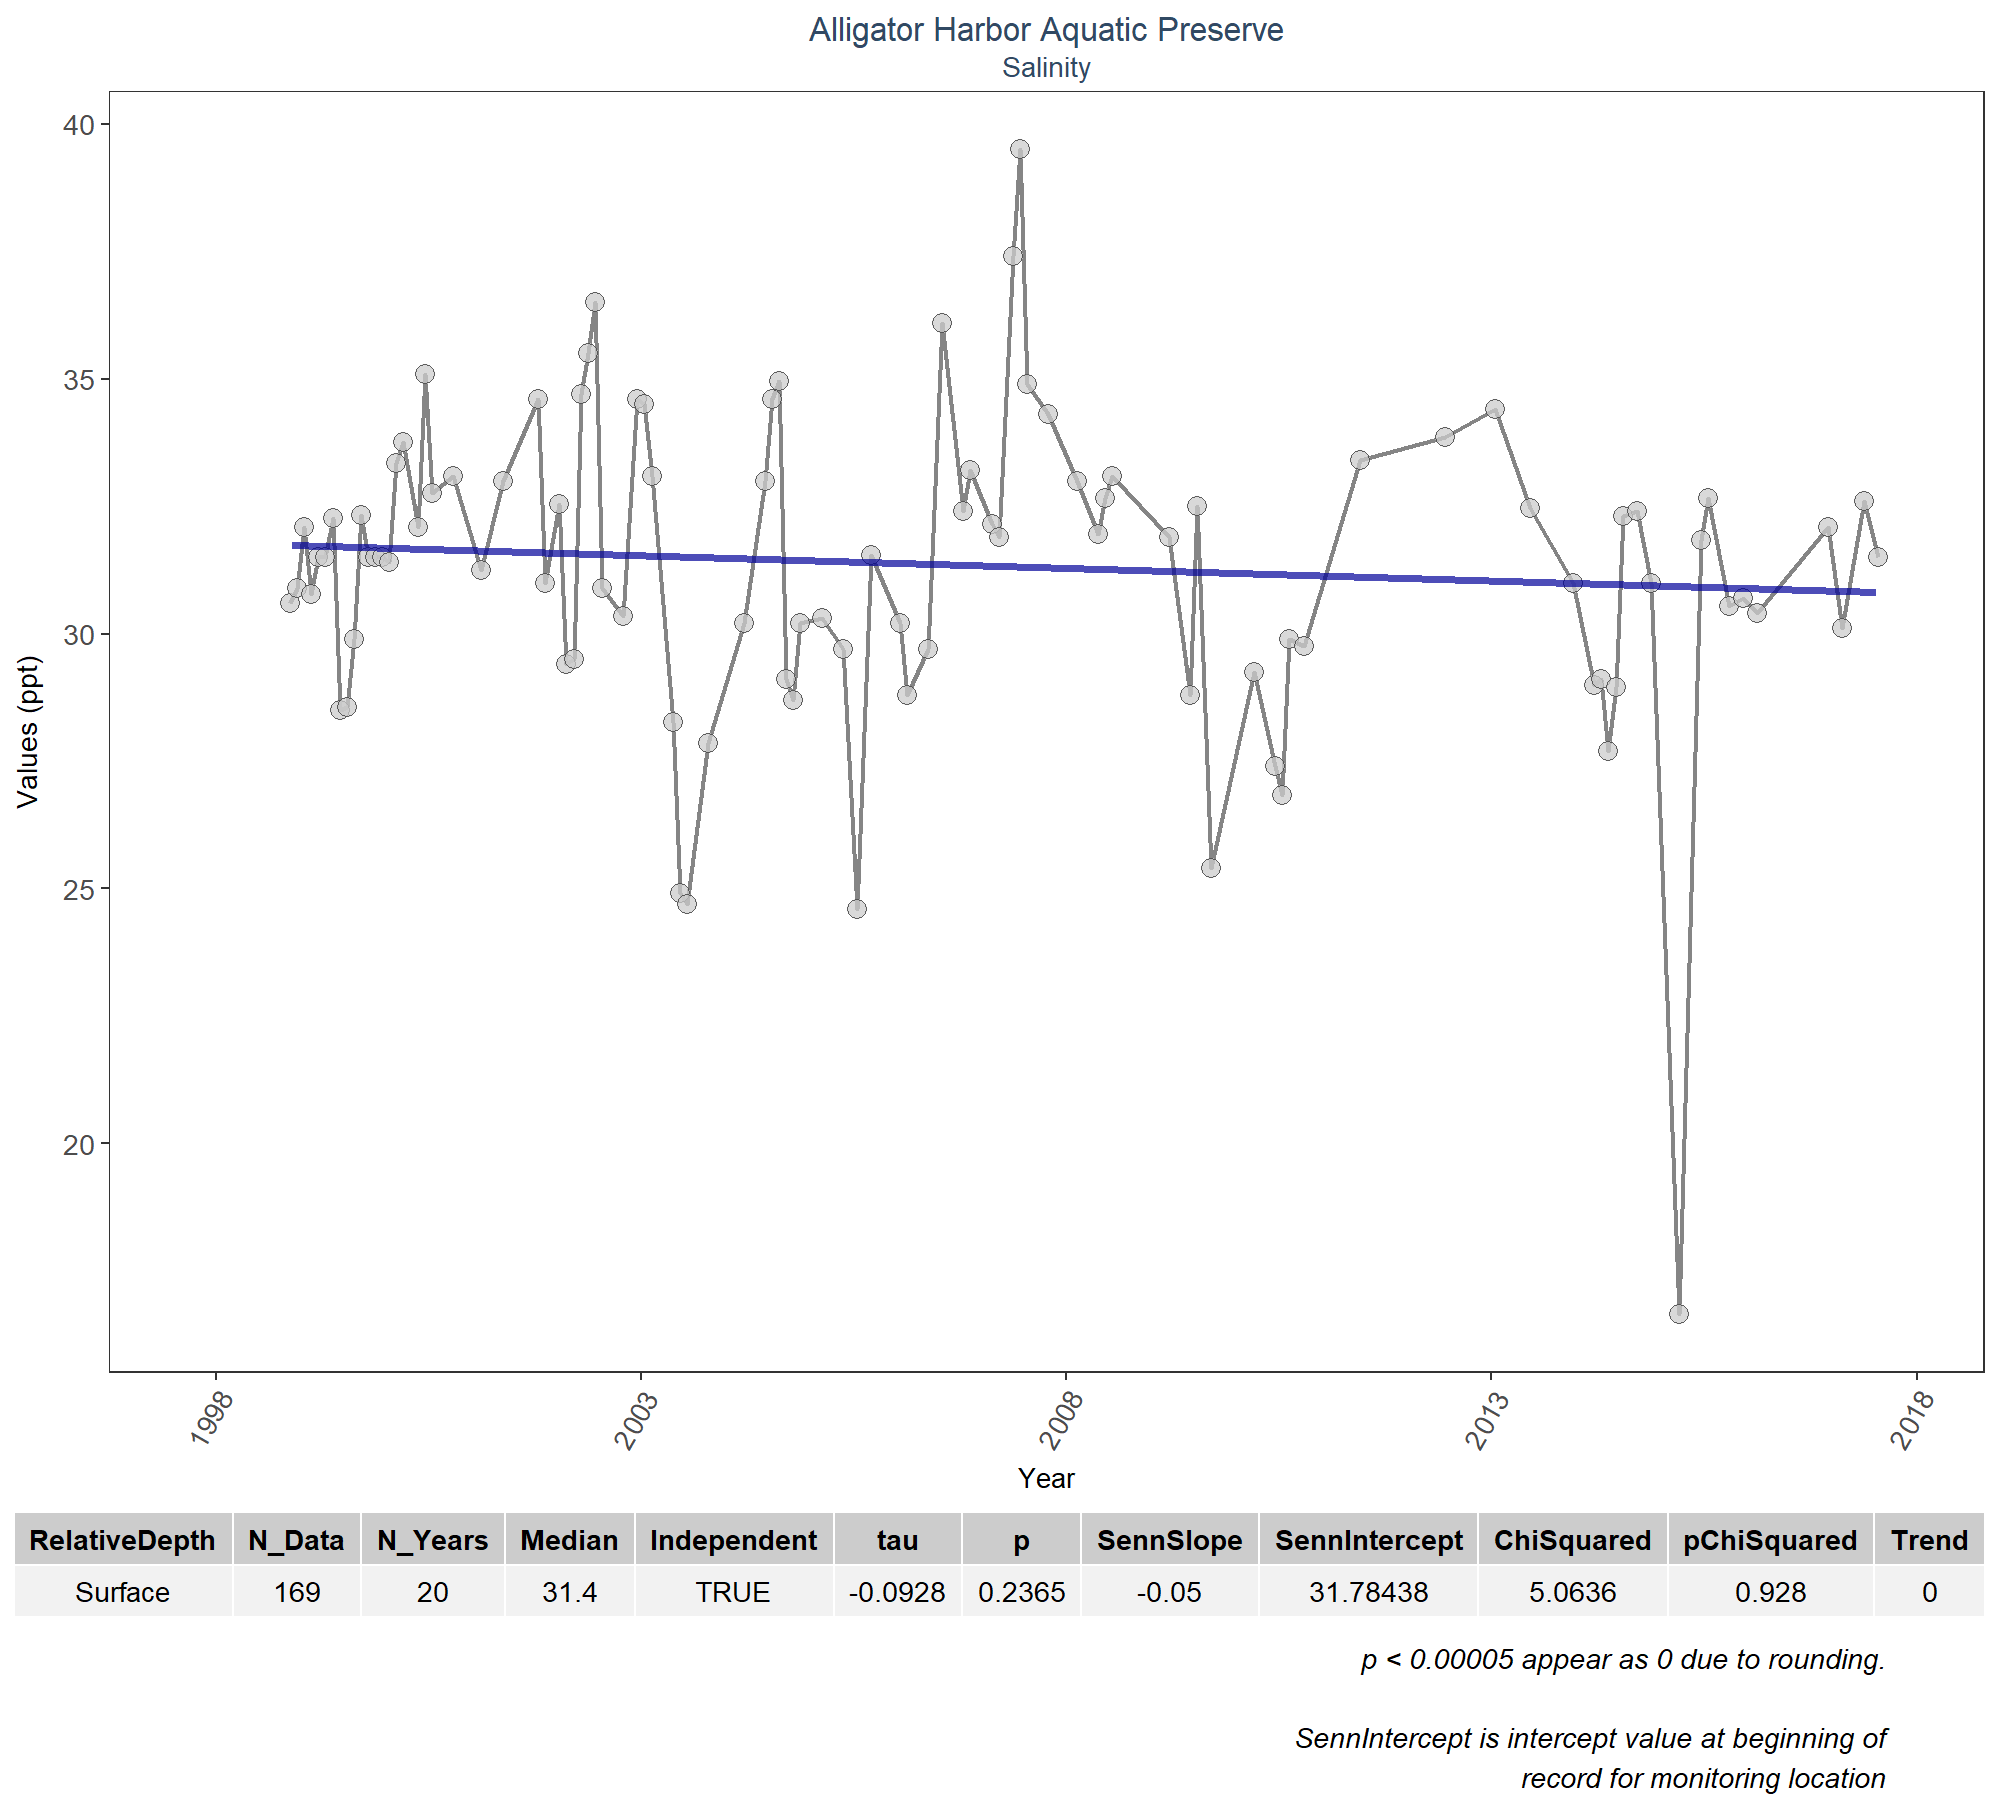 Alligator Harbor Aquatic Preserve
Salinity
40
35
30
25
20
Values (ppt)
1998
2003
2008
2013
2018
Year
RelativeDepth N_Data N_Years Median Independent tau p SennSlope SennIntercept ChiSquared pChiSquared Trend
Surface 169 20 31.4 TRUE -0.0928 0.2365 -0.05 31.78438 5.0636 0.928 0
p < 0.00005 appear as 0 due to rounding.
SennIntercept is intercept value at beginning of
record for monitoring location